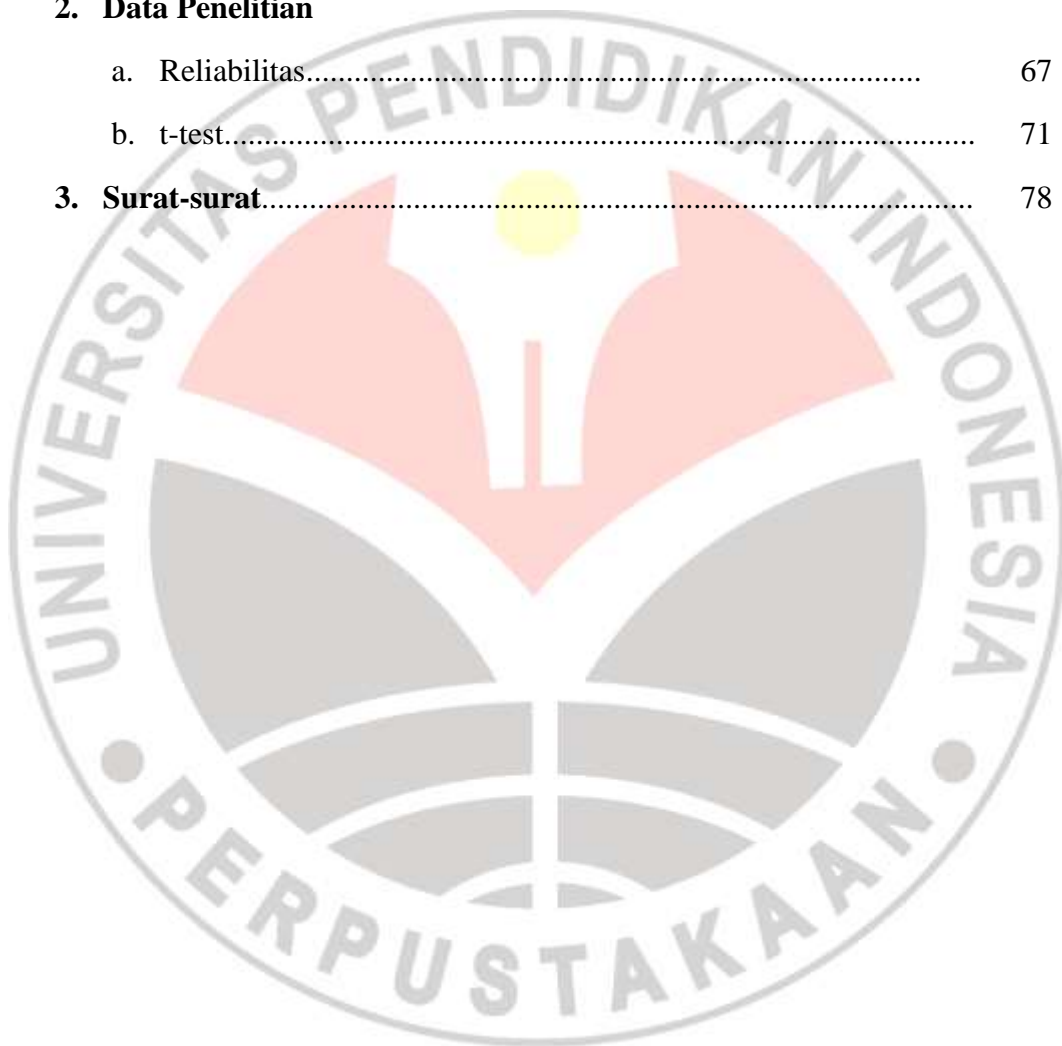 2. Data Penelitian
a. Reliabilitas............................................................................. 67
b. t-test............................................................................................. 71
3. Surat-surat......................................................................................... 78
UNIVERSITAS PENDIDIKAN INDONESIA
PERPUSTAKAAN